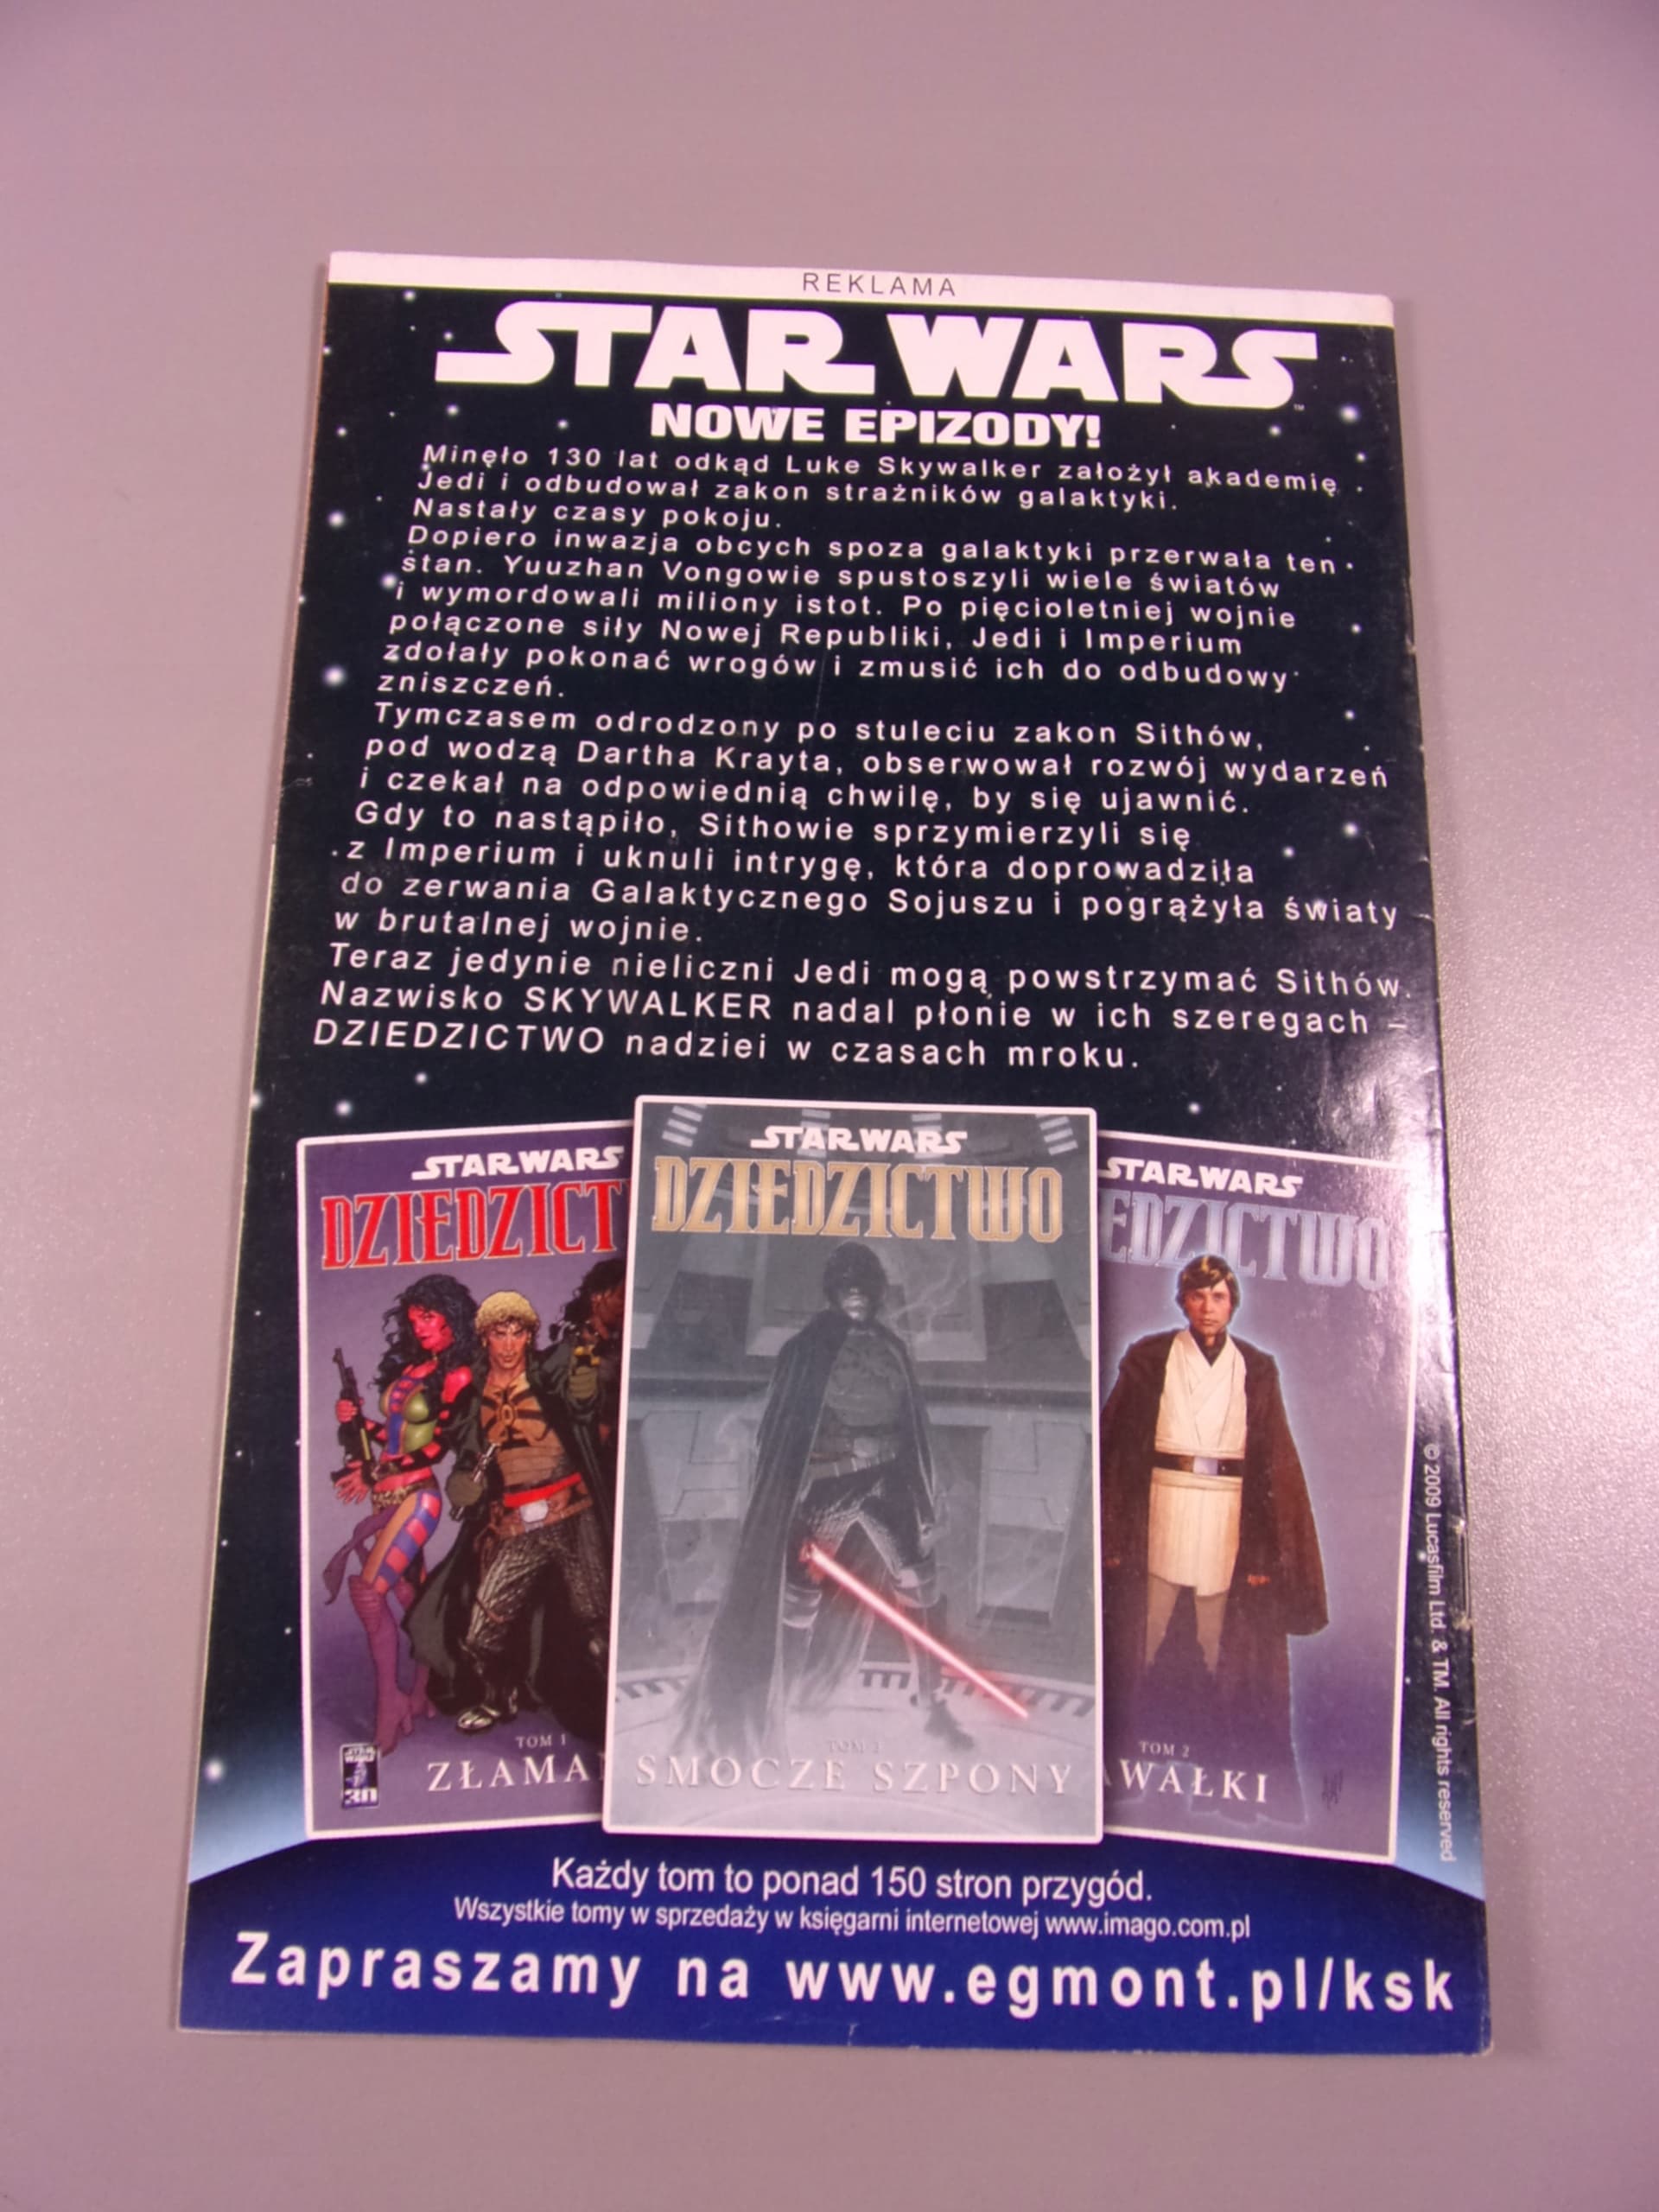 REKLAMA
STAR WARS
NOWE EPIZODY!
Minęło 130 lat odkąd Luke Skywalker założył akademię
Jedi i odbudował zakon strażników galaktyki.
Nastały czasy pokoju.
Dopiero inwazja obcych spoza galaktyki przerwała ten
stan. Yuuzhan Vongowie spustoszyli wiele światów
i wymordowali miliony istot. Po pięcioletniej wojnie
połączone siły Nowej Republiki, Jedi i Imperium
zdołały pokonać wrogów i zmusić ich do odbudowy
zniszczeń.
Tymczasem odrodzony po stuleciu zakon Sithów,
pod wodzą Dartha Krayta, obserwował rozwój wydarzeń
i czekał na odpowiednią chwilę, by się ujawnić.
Gdy to nastąpiło, Sithowie sprzymierzyli się
z Imperium i uknuli intrygę, która doprowadziła
do zerwania Galaktycznego Sojuszu i pogrążyła światy
w brutalnej wojnie.
Teraz jedynie nieliczni Jedi mogą powstrzymać Sithów.
Nazwisko SKYWALKER nadal płonie w ich szeregach –
DZIEDZICTWO nadziei w czasach mroku.
STAR WARS
DZIEDZICT
TOM 1
ZŁAMA
STAR WARS
30
STAR WARS
DZIEDZICTWO
SMOCZE SZPONY
STAR WARS
EDZICTWO
TOM 2
WAŁKI
© 2009 Lucasfilm Ltd. & TM. All rights reserved
Każdy tom to ponad 150 stron przygód.
Wszystkie tomy w sprzedaży w księgarni internetowej www.imago.com.pl
Zapraszamy na www.egmont.pl/ksk